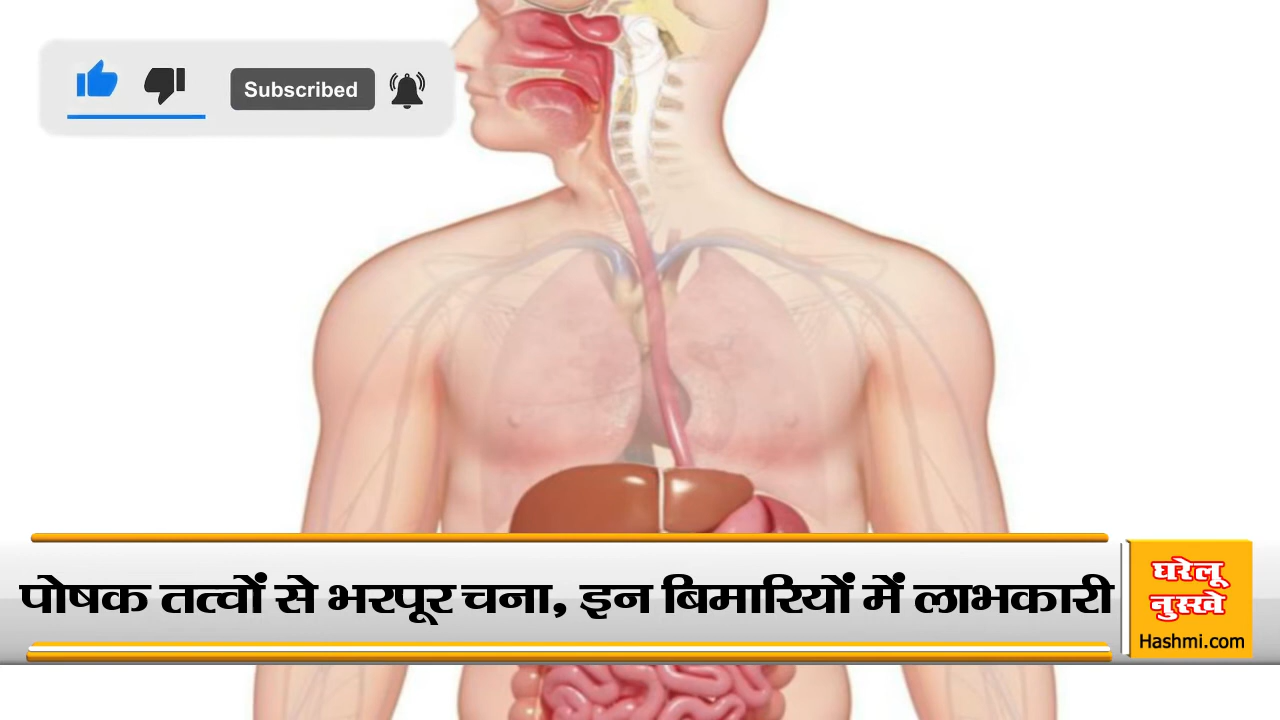 Subscribed
पोषक तत्वों से भरपूर चना, इन बिमारियों में लाभकारी
घरेलू
नुस्खे
Hashmi.com